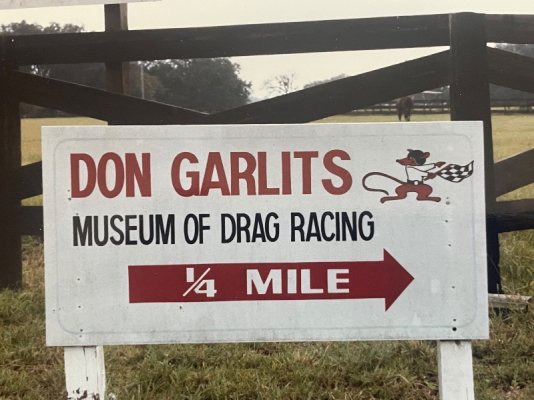 DON GARLITS
MUSEUM OF DRAG RACING
¼ MILE